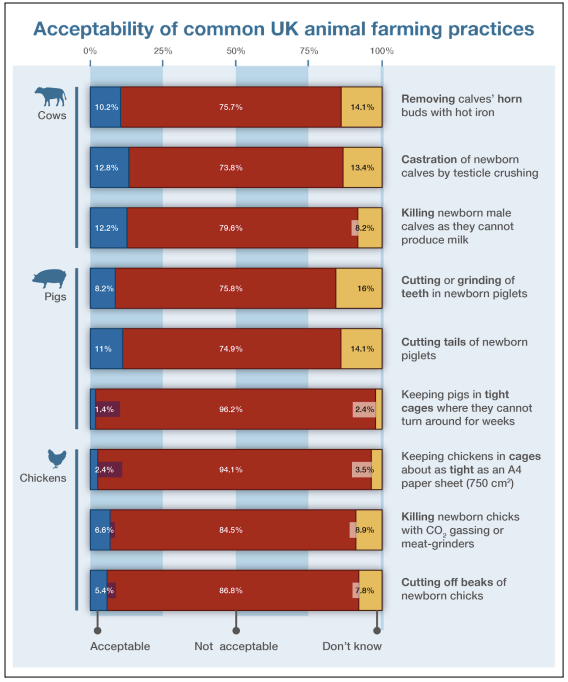 Acceptability of common UK animal farming practices
0% 25% 50% 75% 100%
Cows
10.2% 75.7% 14.1%
Removing calves' horn
buds with hot iron
12.8% 73.8% 13.4%
Castration of newborn
calves by testicle crushing
12.2% 79.6% 8.2%
Killing newborn male
calves as they cannot
produce milk
Pigs
8.2% 75.8% 16%
Cutting or grinding of
teeth in newborn piglets
11% 74.9% 14.1%
Cutting tails of newborn
piglets
1.4% 96.2% 2.4%
Keeping pigs in tight
cages where they cannot
turn around for weeks
Chickens
2.4% 94.1% 3.5%
Keeping chickens in cages
about as tight as an A4
paper sheet (750 cm²)
6.6% 84.5% 8.9%
Killing newborn chicks
with CO₂ gassing or
meat-grinders
5.4% 86.8% 7.8%
Cutting off beaks of
newborn chicks
Acceptable Not acceptable Don't know